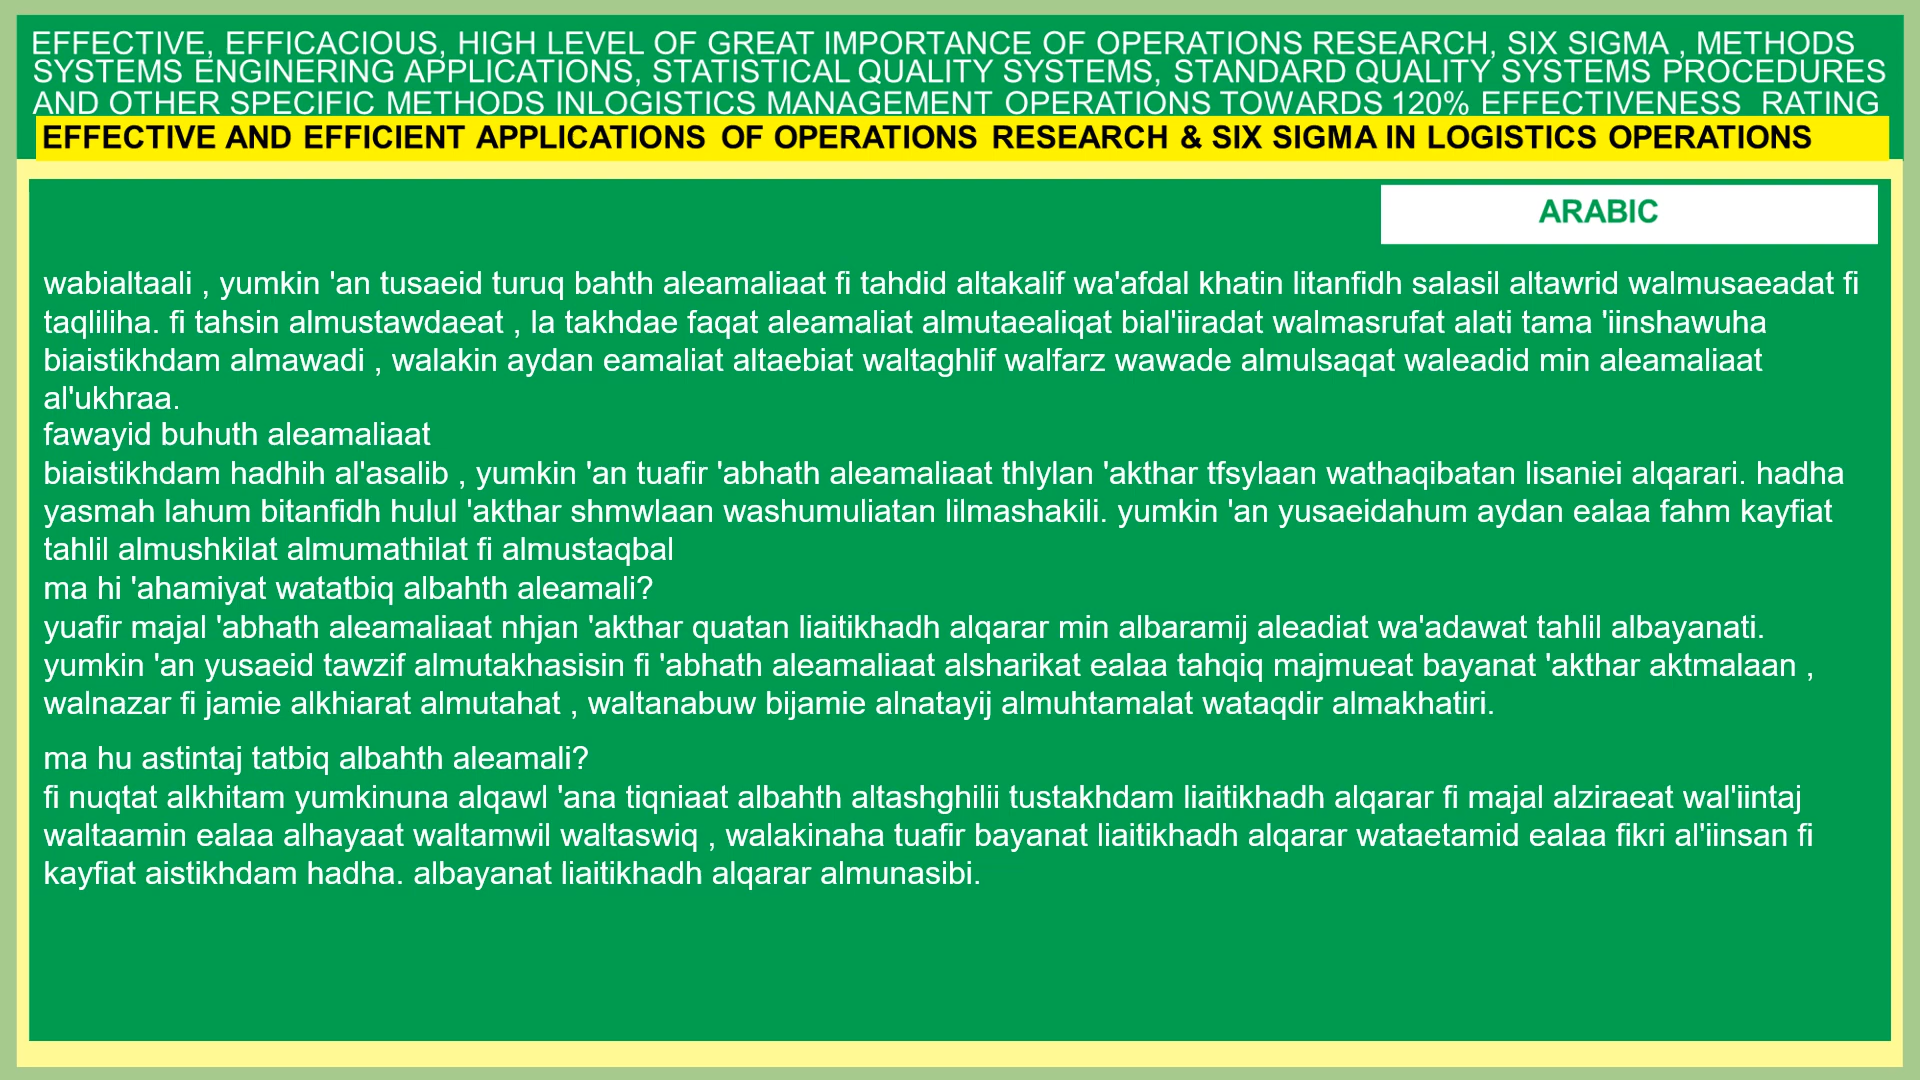 EFFECTIVE, EFFICACIOUS, HIGH LEVEL OF GREAT IMPORTANCE OF OPERATIONS RESEARCH, SIX SIGMA , METHODS
SYSTEMS ENGINERING APPLICATIONS, STATISTICAL QUALITY SYSTEMS, STANDARD QUALITY SYSTEMS PROCEDURES
AND OTHER SPECIFIC METHODS INLOGISTICS MANAGEMENT OPERATIONS TOWARDS 120% EFFECTIVENESS RATING
EFFECTIVE AND EFFICIENT APPLICATIONS OF OPERATIONS RESEARCH & SIX SIGMA IN LOGISTICS OPERATIONS
ARABIC
wabialtaali , yumkin 'an tusaeid turuq bahth aleamaliaat fi tahdid altakalif wa'afdal khatin litanfidh salasil altawrid walmusaeadat fi
taqliliha. fi tahsin almustawdaeat , la takhdae faqat aleamaliat almutaealiqat bial'iiradat walmasrufat alati tama 'iinshawuha
biaistikhdam almawadi , walakin aydan eamaliat altaebiat waltaghlif walfarz wawade almulsaqat waleadid min aleamaliaat
al'ukhraa.
fawayid buhuth aleamaliaat
biaistikhdam hadhih al'asalib , yumkin 'an tuafir 'abhath aleamaliaat thlylan 'akthar tfsylaan wathaqibatan lisaniei alqarari. hadha
yasmah lahum bitanfidh hulul 'akthar shmwlaan washumuliatan lilmashakili. yumkin 'an yusaeidahum aydan ealaa fahm kayfiat
tahlil almushkilat almumathilat fi almustaqbal
ma hi 'ahamiyat watatbiq albahth aleamali?
yuafir majal 'abhath aleamaliaat nhjan 'akthar quatan liaitikhadh alqarar min albaramij aleadiat wa'adawat tahlil albayanati.
yumkin 'an yusaeid tawzif almutakhasisin fi 'abhath aleamaliaat alsharikat ealaa tahqiq majmueat bayanat 'akthar aktmalaan ,
walnazar fi jamie alkhiarat almutahat , waltanabuw bijamie alnatayij almuhtamalat wataqdir almakhatiri.
ma hu astintaj tatbiq albahth aleamali?
fi nuqtat alkhitam yumkinuna alqawl 'ana tiqniaat albahth altashghilii tustakhdam liaitikhadh alqarar fi majal alziraeat wal'iintaj
waltaamin ealaa alhayaat waltamwil waltaswiq , walakinaha tuafir bayanat liaitikhadh alqarar wataetamid ealaa fikri al'iinsan fi
kayfiat aistikhdam hadha. albayanat liaitikhadh alqarar almunasibi.